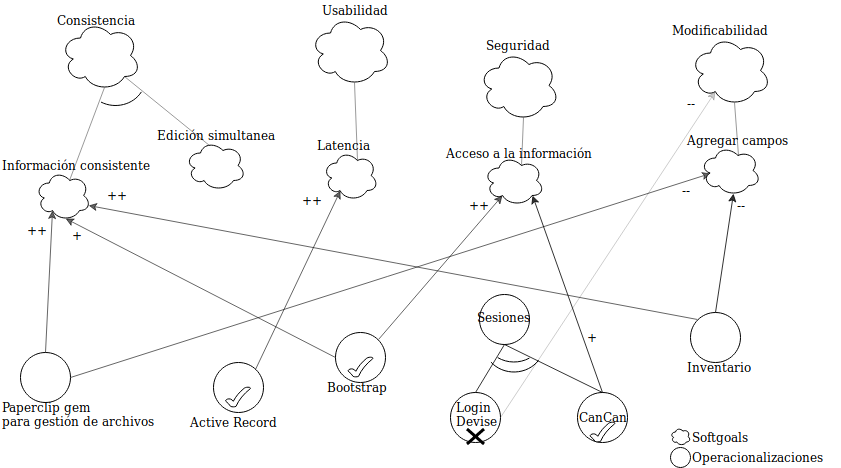 Usabilidad
Consistencia
Modificabilidad
Seguridad
Edición simultanea
Agregar campos
Latencia
Acceso a la información
Información consistente
++
++
++
++
+
--
--
--
Sesiones
+
Inventario
Bootstrap
Paperclip gem
para gestión de archivos
Active Record
Login
Devise
CanCan
Softgoals
Operacionalizaciones